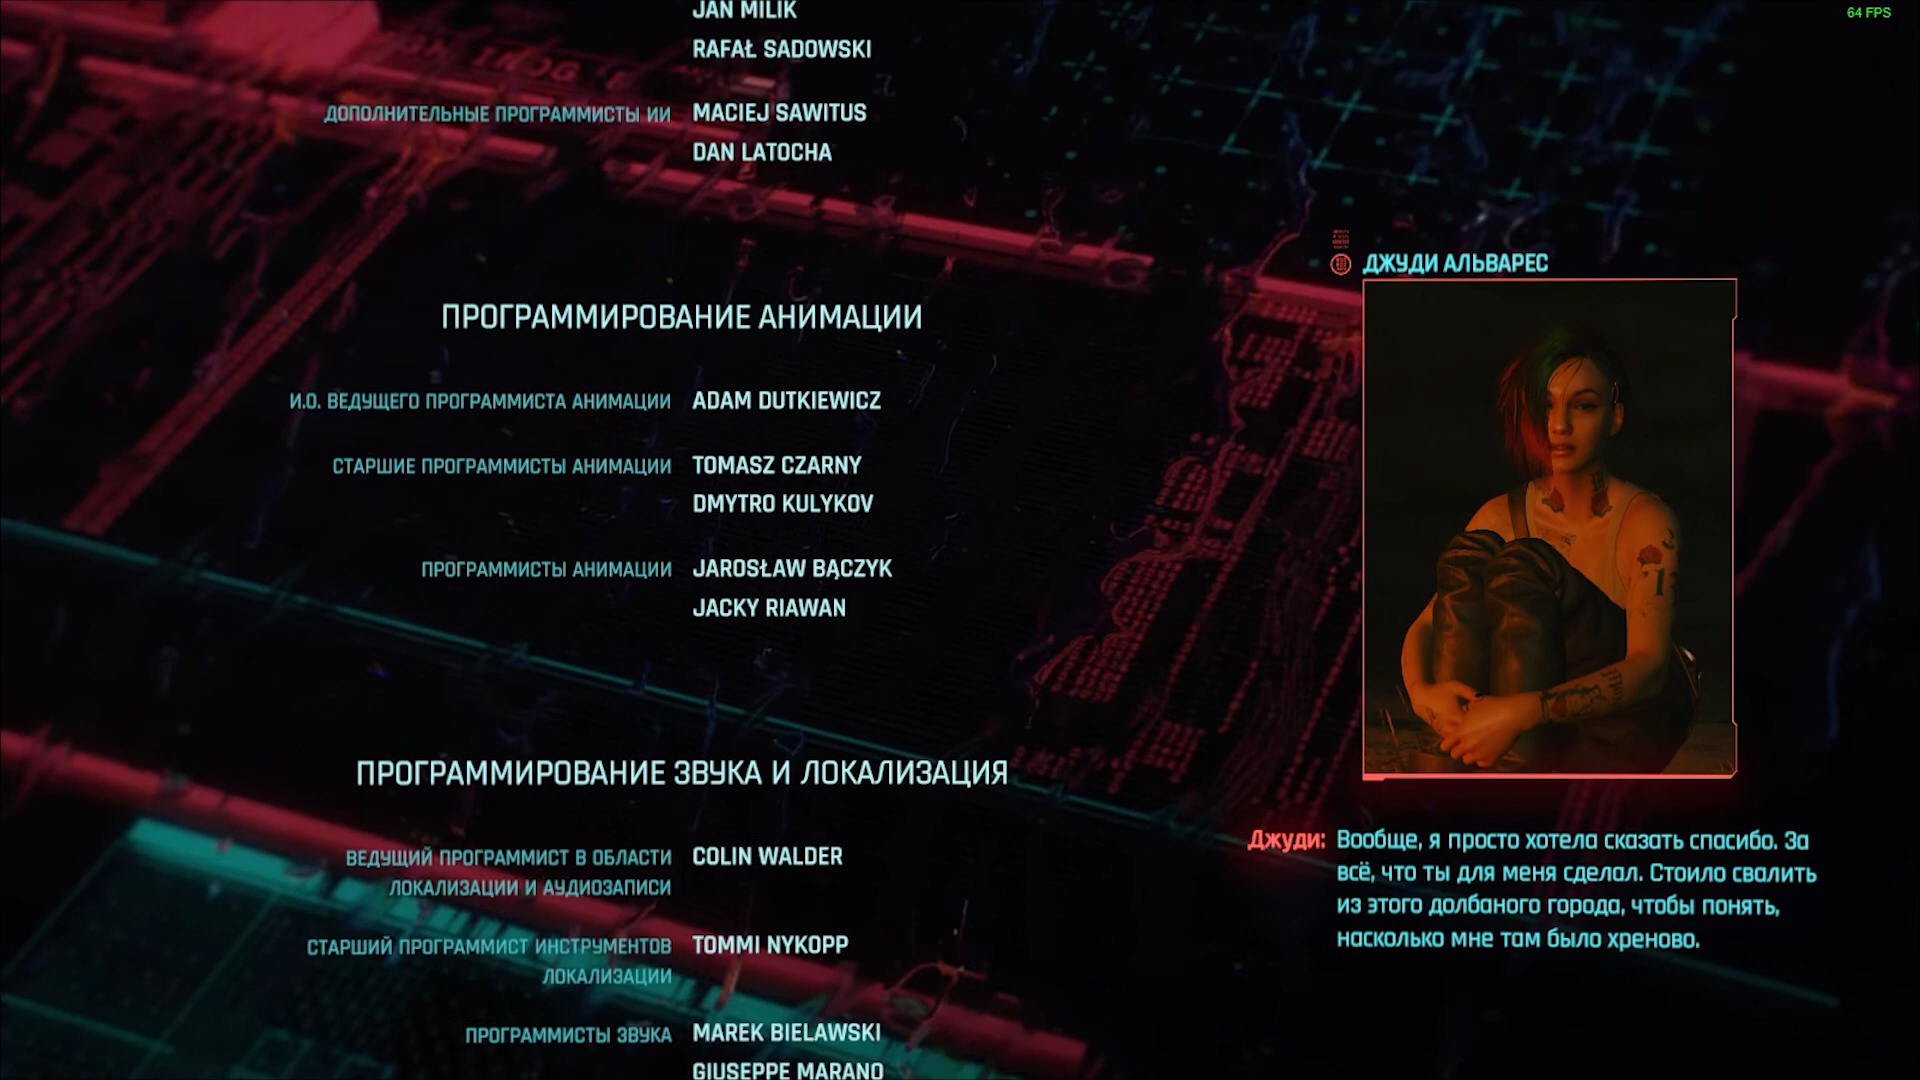 64 FPS
JAN MILIK
RAFAŁ SADOWSKI
ДОПОЛНИТЕЛЬНЫЕ ПРОГРАММИСТЫ ИИ MACIEJ SAWITUS
DAN LATOCHA
ПРОГРАММИРОВАНИЕ АНИМАЦИИ
И.О. ВЕДУЩЕГО ПРОГРАММИСТА АНИМАЦИИ ADAM DUTKIEWICZ
СТАРШИЕ ПРОГРАММИСТЫ АНИМАЦИИ TOMASZ CZARNY
DMYTRO KULYKOV
ПРОГРАММИСТЫ АНИМАЦИИ JAROSŁAW BĄCZYK
JACKY RIAWAN
ПРОГРАММИРОВАНИЕ ЗВУКА И ЛОКАЛИЗАЦИЯ
ВЕДУЩИЙ ПРОГРАММИСТ В ОБЛАСТИ COLIN WALDER
ЛОКАЛИЗАЦИИ И АУДИОЗАПИСИ
СТАРШИЙ ПРОГРАММИСТ ИНСТРУМЕНТОВ TOMMI NYKOPP
ЛОКАЛИЗАЦИИ
ПРОГРАММИСТЫ ЗВУКА MAREK BIELAWSKI
GIUSEPPE MARANO
ДЖУДИ АЛЬВАРЕС
Джуди: Вообще, я просто хотела сказать спасибо. За
всё, что ты для меня сделал. Стоило свалить
из этого долбаного города, чтобы понять,
насколько мне там было хреново.